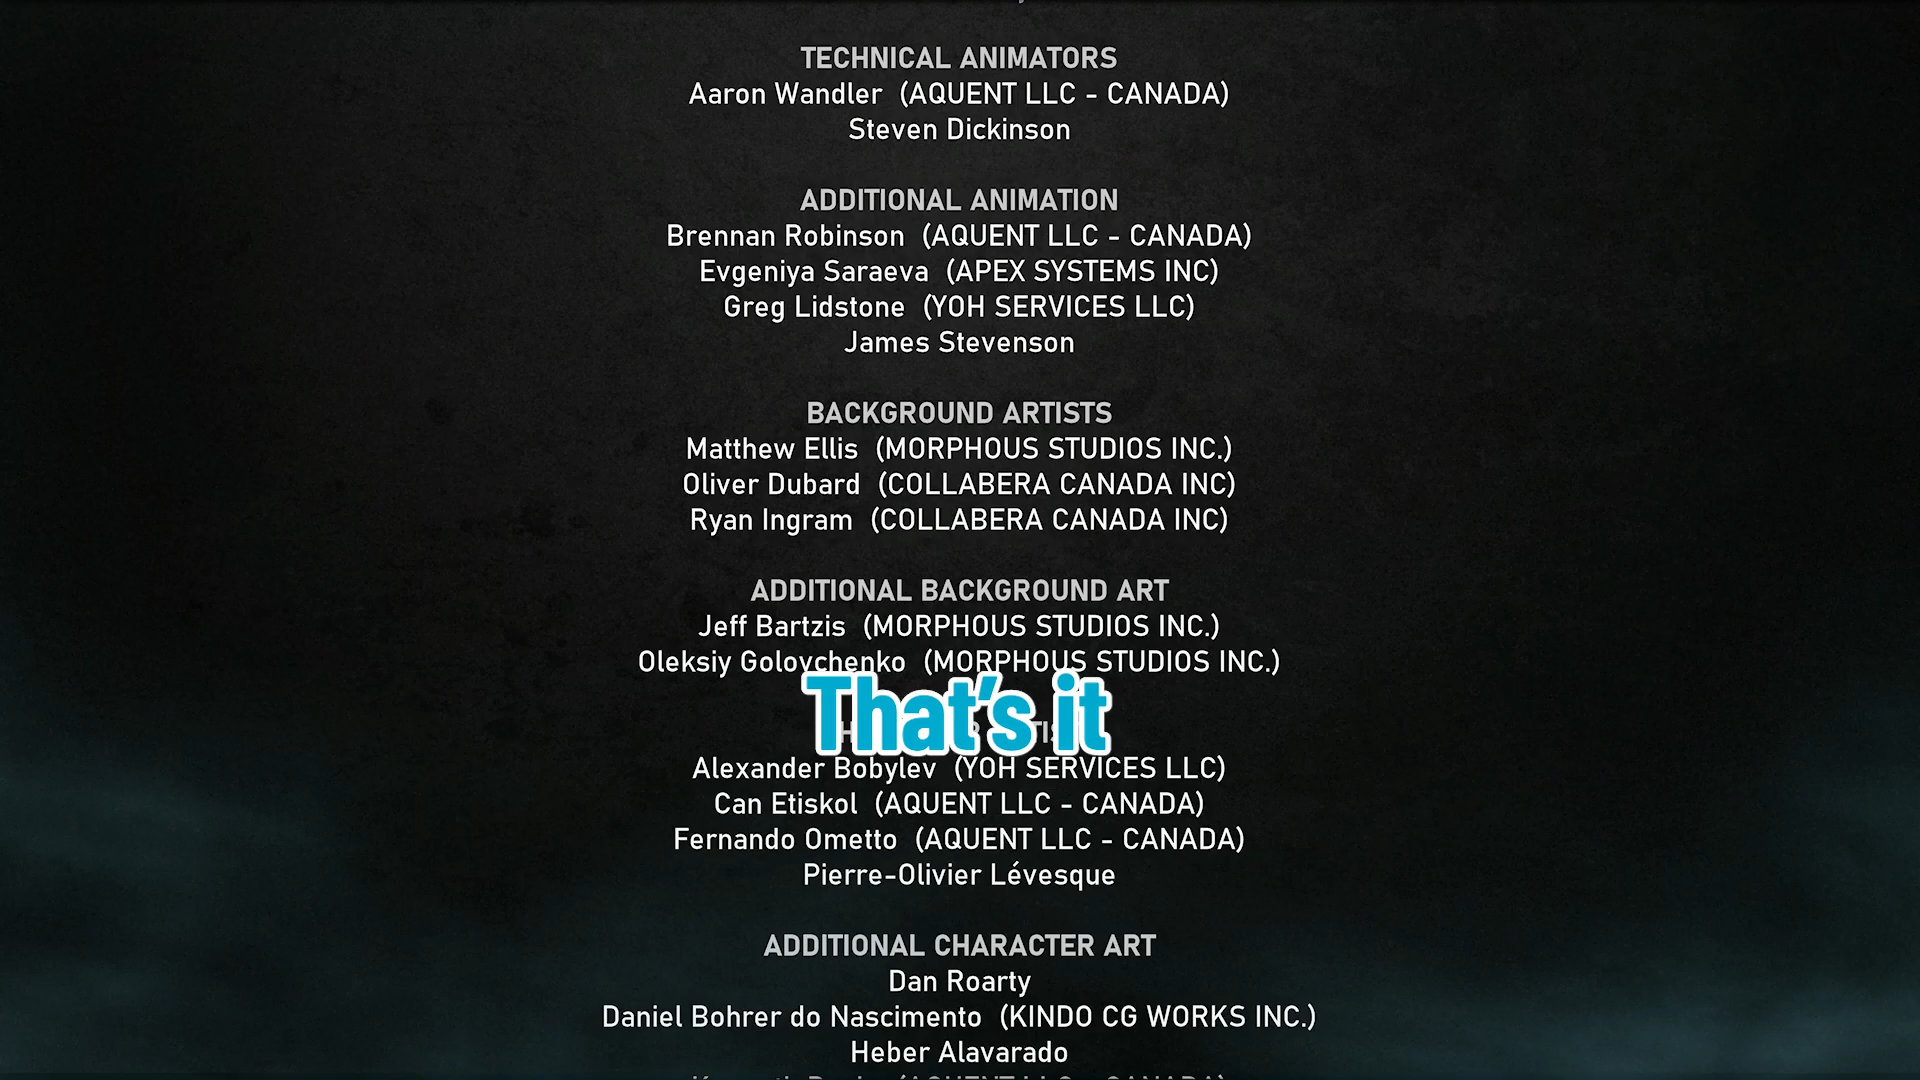 TECHNICAL ANIMATORS
Aaron Wandler (AQUENT LLC - CANADA)
Steven Dickinson
ADDITIONAL ANIMATION
Brennan Robinson (AQUENT LLC - CANADA)
Evgeniya Saraeva (APEX SYSTEMS INC)
Greg Lidstone (YOH SERVICES LLC)
James Stevenson
BACKGROUND ARTISTS
Matthew Ellis (MORPHOUS STUDIOS INC.)
Oliver Dubard (COLLABERA CANADA INC)
Ryan Ingram (COLLABERA CANADA INC)
ADDITIONAL BACKGROUND ART
Jeff Bartzis (MORPHOUS STUDIOS INC.)
Oleksiy Golovchenko (MORPHOUS STUDIOS INC.)
That's it
Alexander Bobylev (YOH SERVICES LLC)
Can Etiskol (AQUENT LLC - CANADA)
Fernando Ometto (AQUENT LLC - CANADA)
Pierre-Olivier Lévesque
ADDITIONAL CHARACTER ART
Dan Roarty
Daniel Bohrer do Nascimento (KINDO CG WORKS INC.)
Heber Alavarado